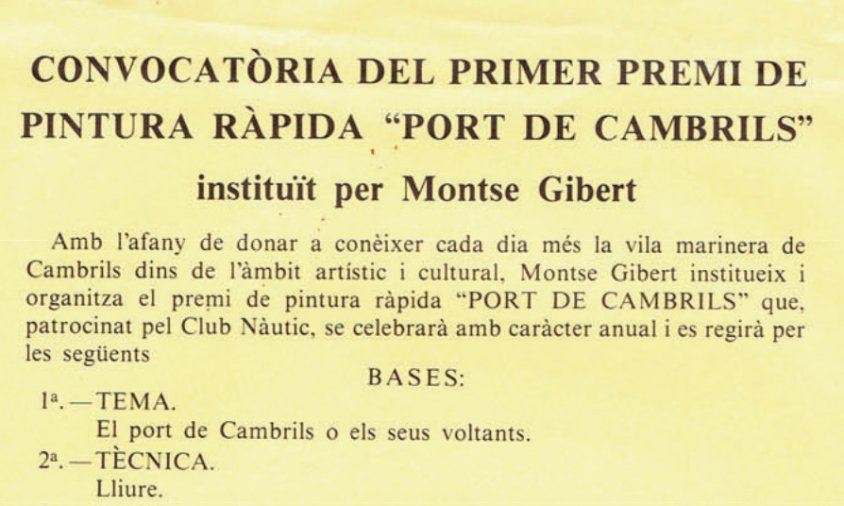 CONVOCATÒRIA DEL PRIMER PREMI DE
PINTURA RÀPIDA “PORT DE CAMBRILS”
instituït per Montse Gibert
Amb l'afany de donar a conèixer cada dia més la vila marinera de
Cambrils dins de l'àmbit artístic i cultural, Montse Gibert institueix i
organitza el premi de pintura ràpida “PORT DE CAMBRILS” que,
patrocinat pel Club Nàutic, se celebrarà amb caràcter anual i es regirà per
les següents
BASES:
1ª.—TEMA.
El port de Cambrils o els seus voltants.
2ª.—TÈCNICA.
Lliure.